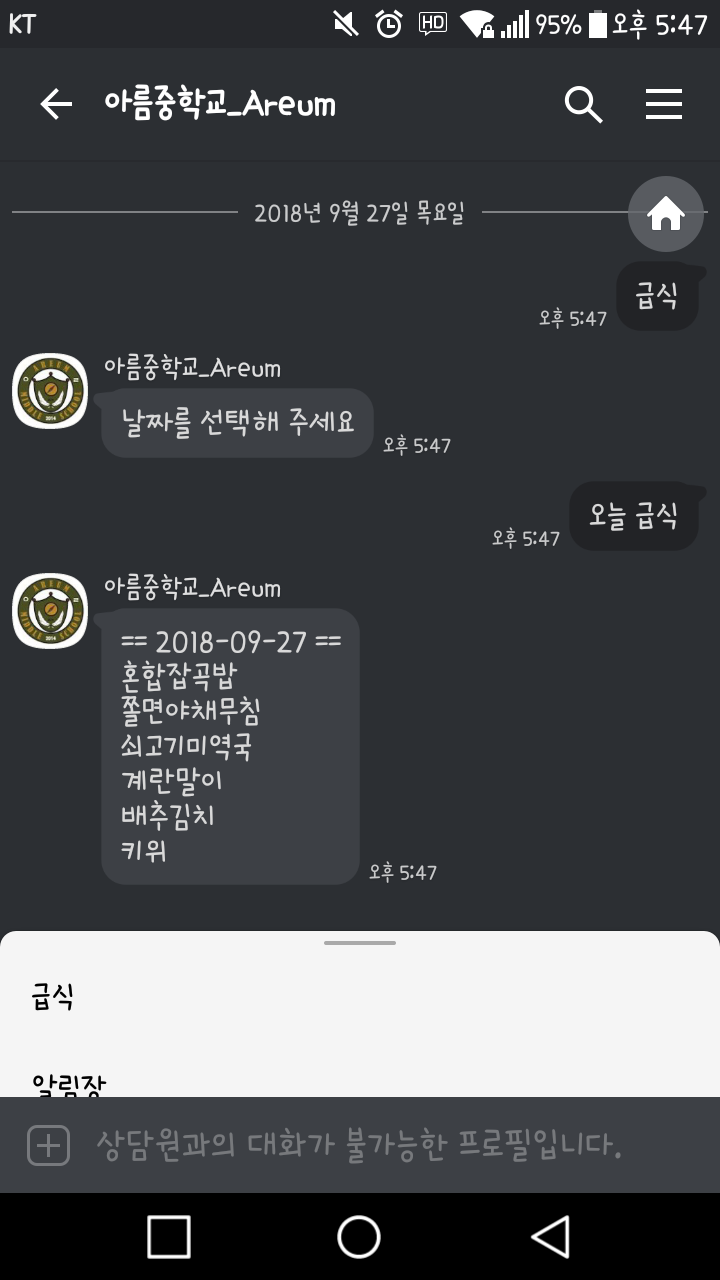 KT HD 95% 오후 5:47
아름중학교_Areum
2018년 9월 27일 목요일
급식
오후 5:47
아름중학교_Areum
날짜를 선택해 주세요
오후 5:47
오늘 급식
오후 5:47
아름중학교_Areum
== 2018-09-27 ==
혼합잡곡밥
쫄면야채무침
쇠고기미역국
계란말이
배추김치
키위
오후 5:47
급식
알림장
상담원과의 대화가 불가능한 프로필입니다.